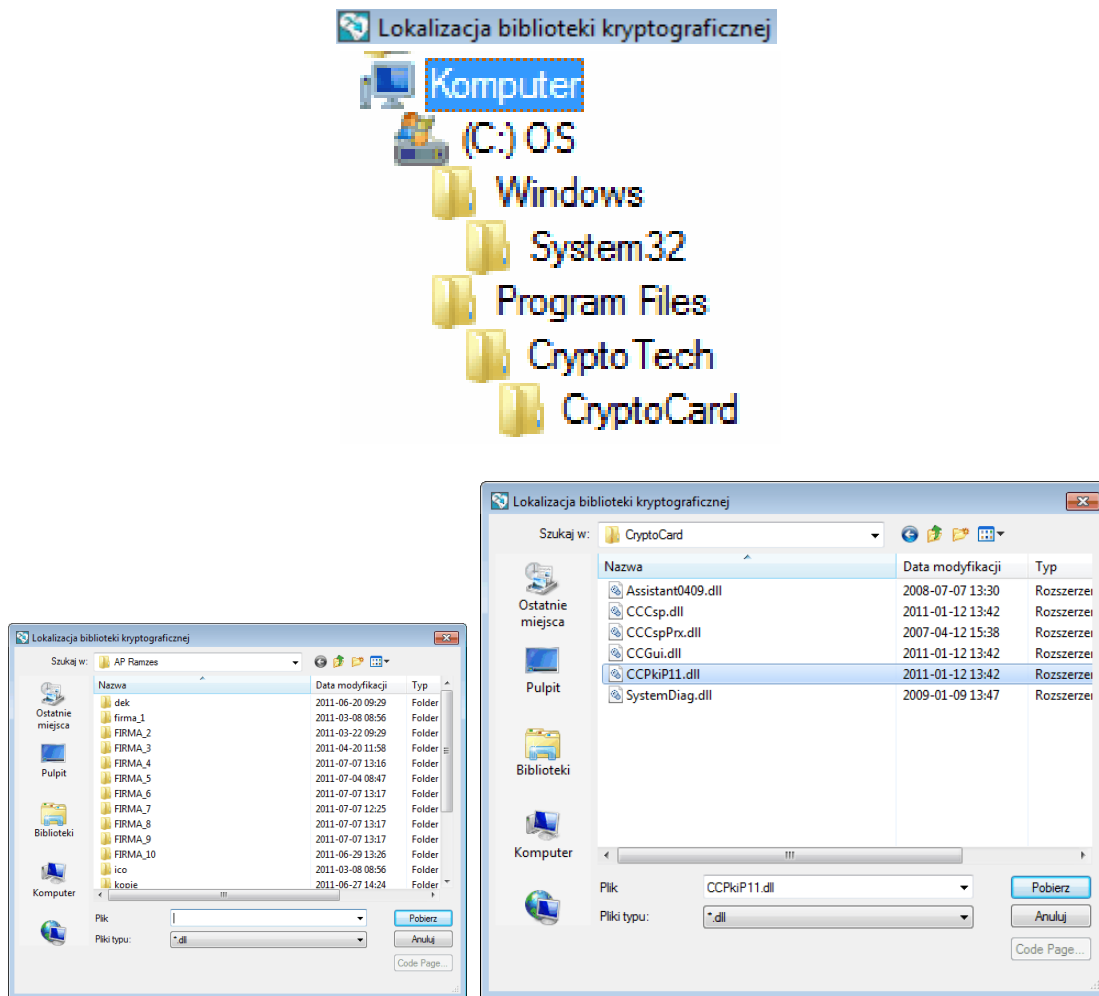 Lokalizacja biblioteki kryptograficznej
Komputer
(C:) OS
Windows
System32
Program Files
CryptoTech
CryptoCard
Lokalizacja biblioteki kryptograficznej
Szukaj w: AP Ramzes
Nazwa Data modyfikacji Typ
dek 2011-06-20 09:29 Folder
firma_1 2011-03-08 08:56 Folder
FIRMA_2 2011-03-22 09:29 Folder
FIRMA_3 2011-04-20 11:58 Folder
FIRMA_4 2011-07-07 13:16 Folder
FIRMA_5 2011-07-04 08:47 Folder
FIRMA_6 2011-07-07 13:17 Folder
FIRMA_7 2011-07-07 12:25 Folder
FIRMA_8 2011-07-07 13:17 Folder
FIRMA_9 2011-07-07 13:17 Folder
FIRMA_10 2011-06-29 13:26 Folder
ico 2011-03-08 08:56 Folder
kopie 2011-06-27 14:24 Folder
Ostatnie
miejsca
Pulpit
Biblioteki
Komputer
Plik Pobierz
Pliki typu: *.dll Anuluj
Code Page...
Lokalizacja biblioteki kryptograficznej
Szukaj w: CryptoCard
Nazwa Data modyfikacji Typ
Assistant0409.dll 2008-07-07 13:30 Rozszerzei
CCCsp.dll 2011-01-12 13:42 Rozszerzei
CCCspPrx.dll 2007-04-12 15:38 Rozszerzei
CCGui.dll 2011-01-12 13:42 Rozszerzei
CCPkiP11.dll 2011-01-12 13:42 Rozszerzei
SystemDiag.dll 2009-01-09 13:47 Rozszerzei
Ostatnie
miejsca
Pulpit
Biblioteki
Komputer
Plik CCPkiP11.dll Pobierz
Pliki typu: *.dll Anuluj
Code Page...